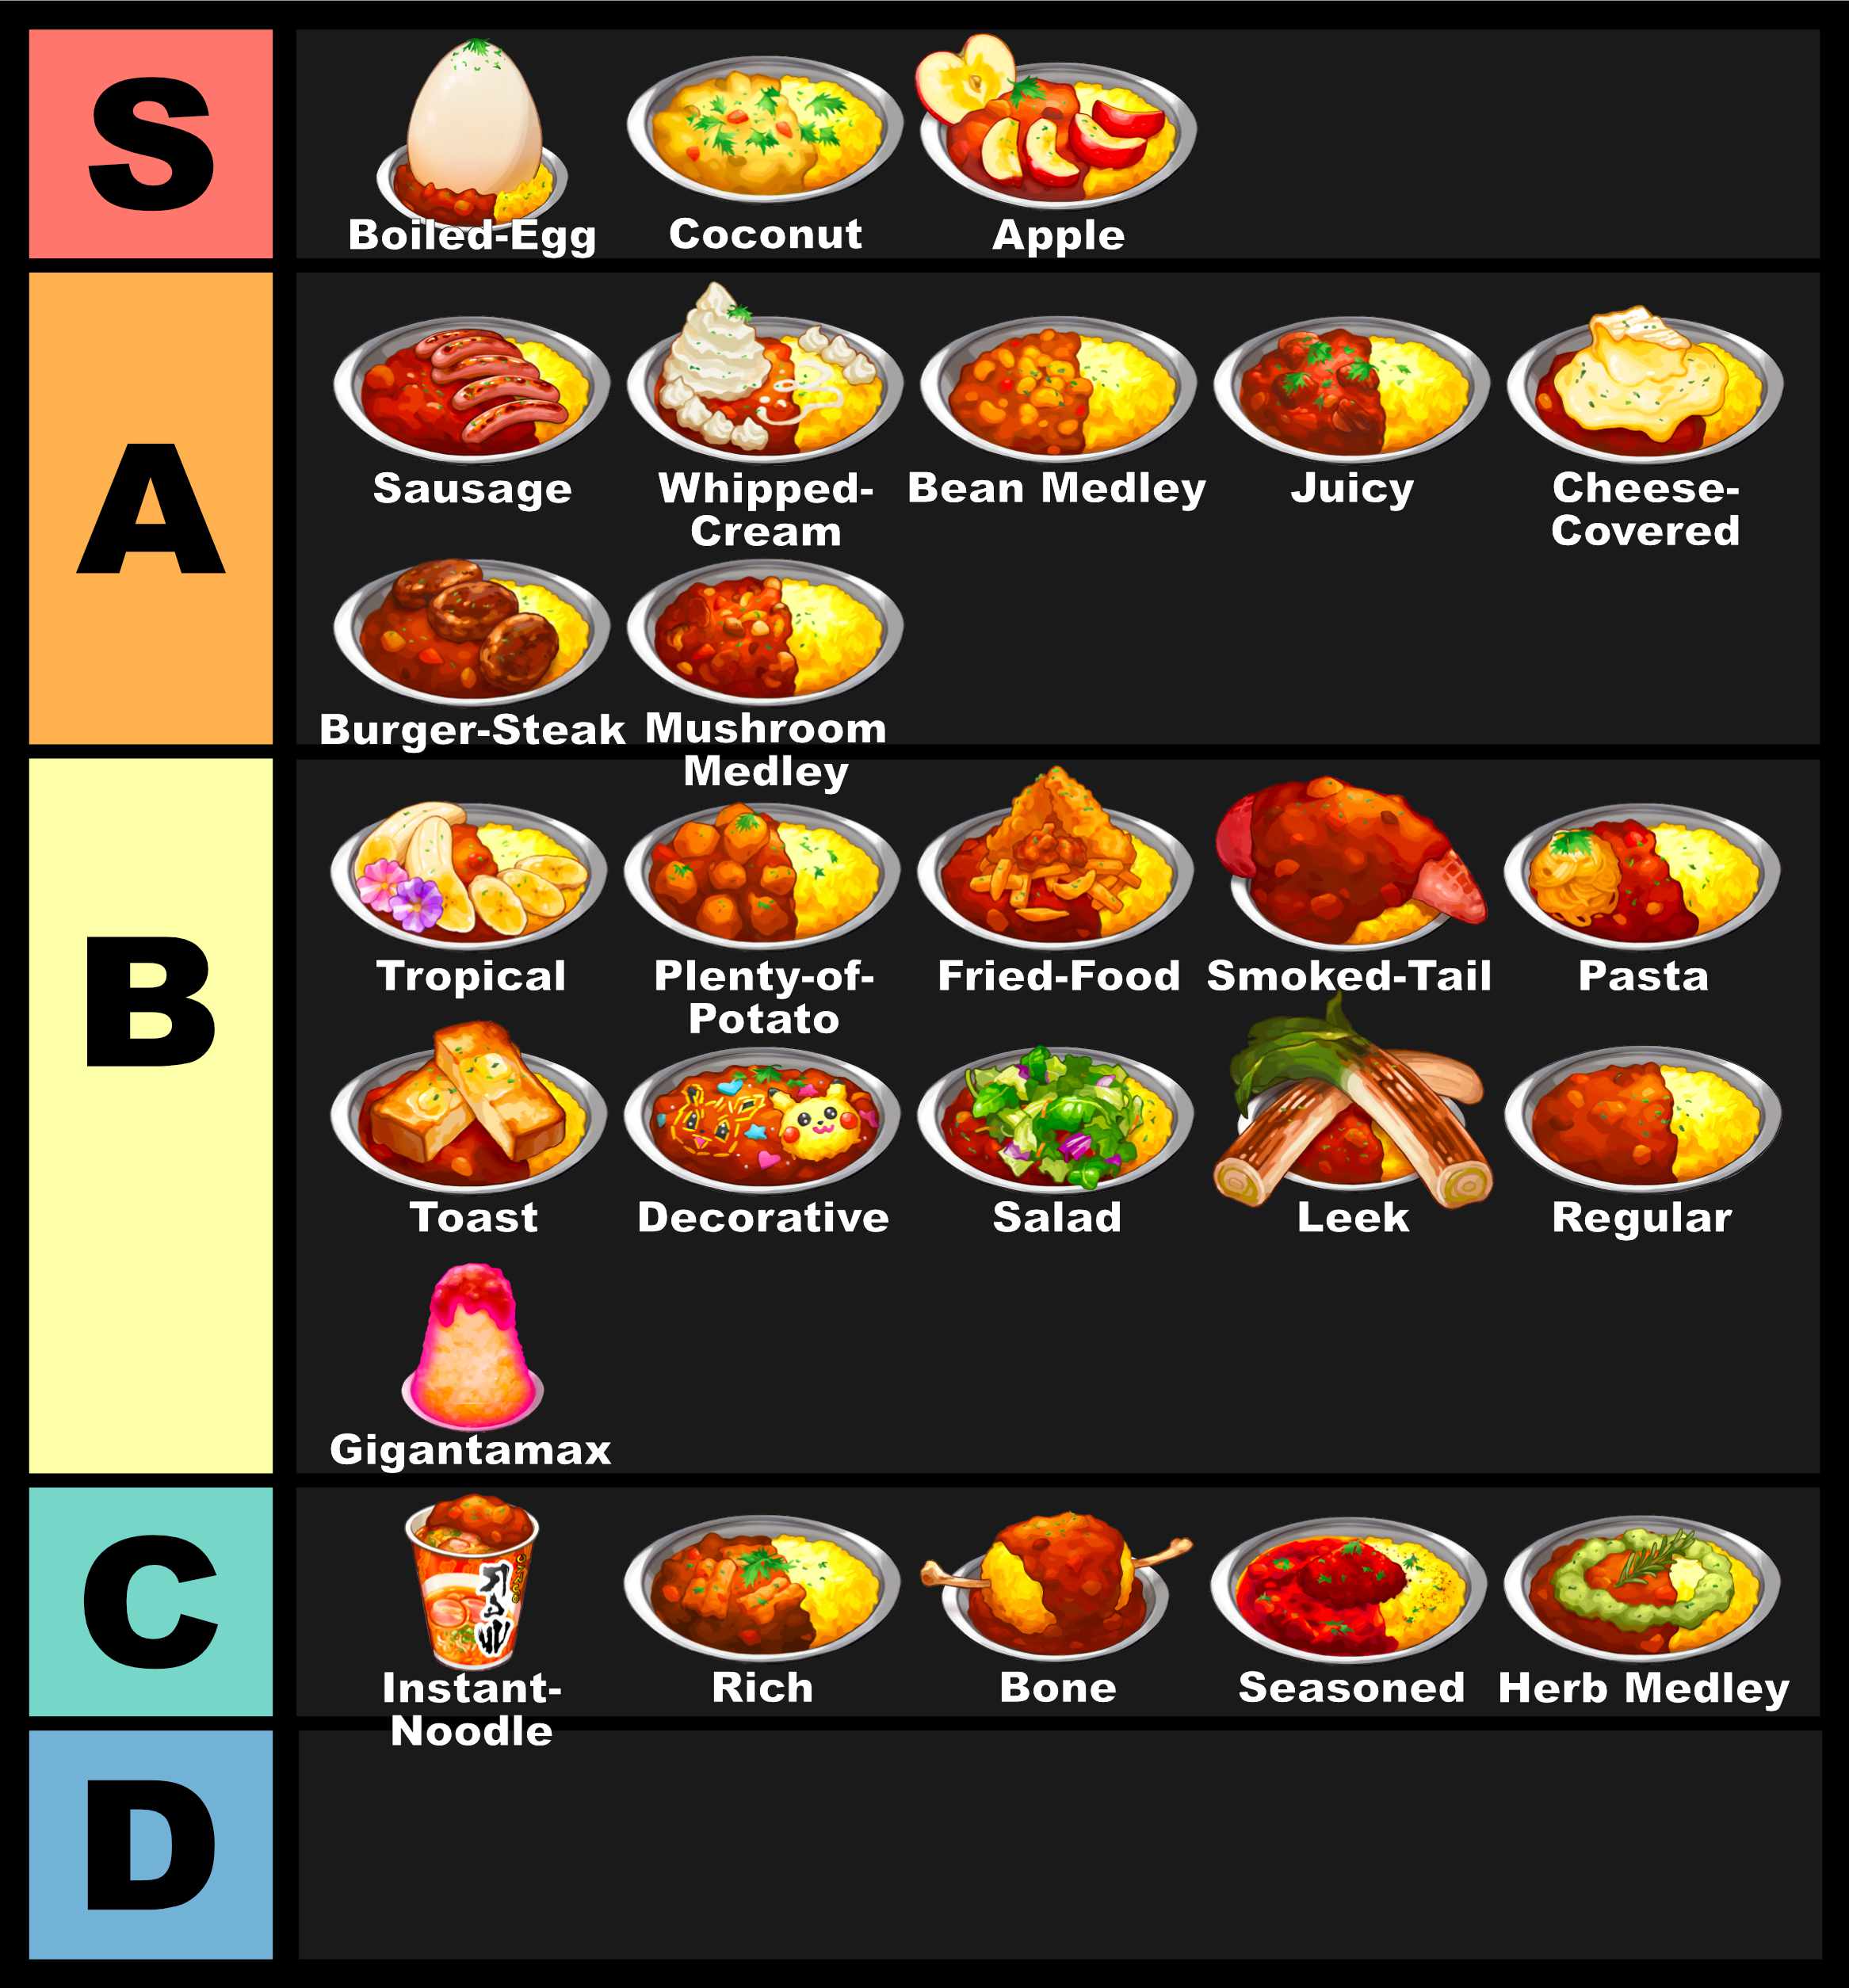 S
Boiled-Egg
Coconut
Apple
A
Sausage
Whipped-
Cream
Bean Medley
Juicy
Cheese-
Covered
Burger-Steak
Mushroom
Medley
B
Tropical
Plenty-of-
Potato
Fried-Food
Smoked-Tail
Pasta
Toast
Decorative
Salad
Leek
Regular
Gigantamax
C
Instant-
Noodle
Rich
Bone
Seasoned
Herb Medley
D